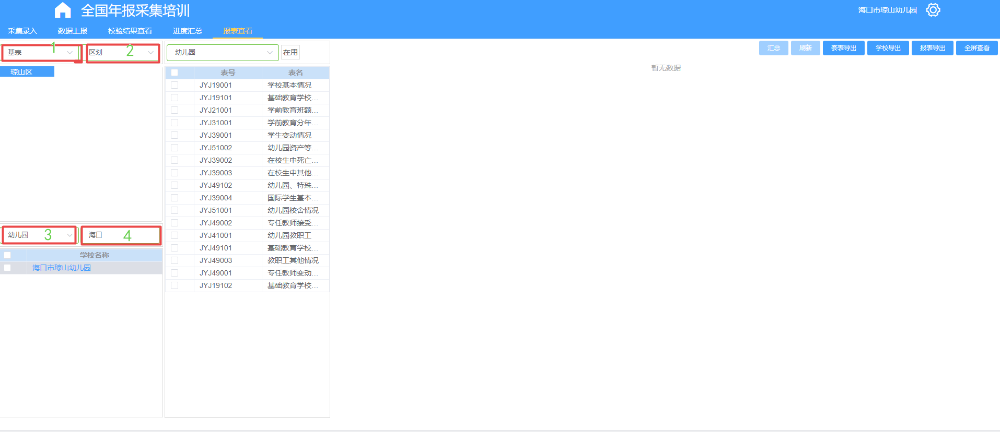 全国年报采集培训
海口市琼山幼儿园
采集录入 数据上报 校验结果查看 进度汇总 报表查看
基表 1 区划 2 幼儿园 在用
汇总 刷新 套表导出 学校导出 报表导出 全屏查看
琼山区
暂无数据
表号 表名
JYJ19001 学校基本情况
JYJ19101 基础教育学校...
JYJ21001 学前教育班额...
JYJ31001 学前教育分年...
JYJ39001 学生变动情况
JYJ51002 幼儿园资产等...
JYJ39002 在校生中死亡...
JYJ39003 在校生中其他...
JYJ49102 幼儿园、特殊...
JYJ39004 国际学生基本...
JYJ51001 幼儿园校舍情况
JYJ49002 专任教师接受...
JYJ41001 幼儿园教职工
JYJ49101 基础教育学校...
JYJ49003 教职工其他情况
JYJ49001 专任教师变动...
JYJ19102 基础教育学校...
幼儿园 3 海口 4
学校名称
海口市琼山幼儿园